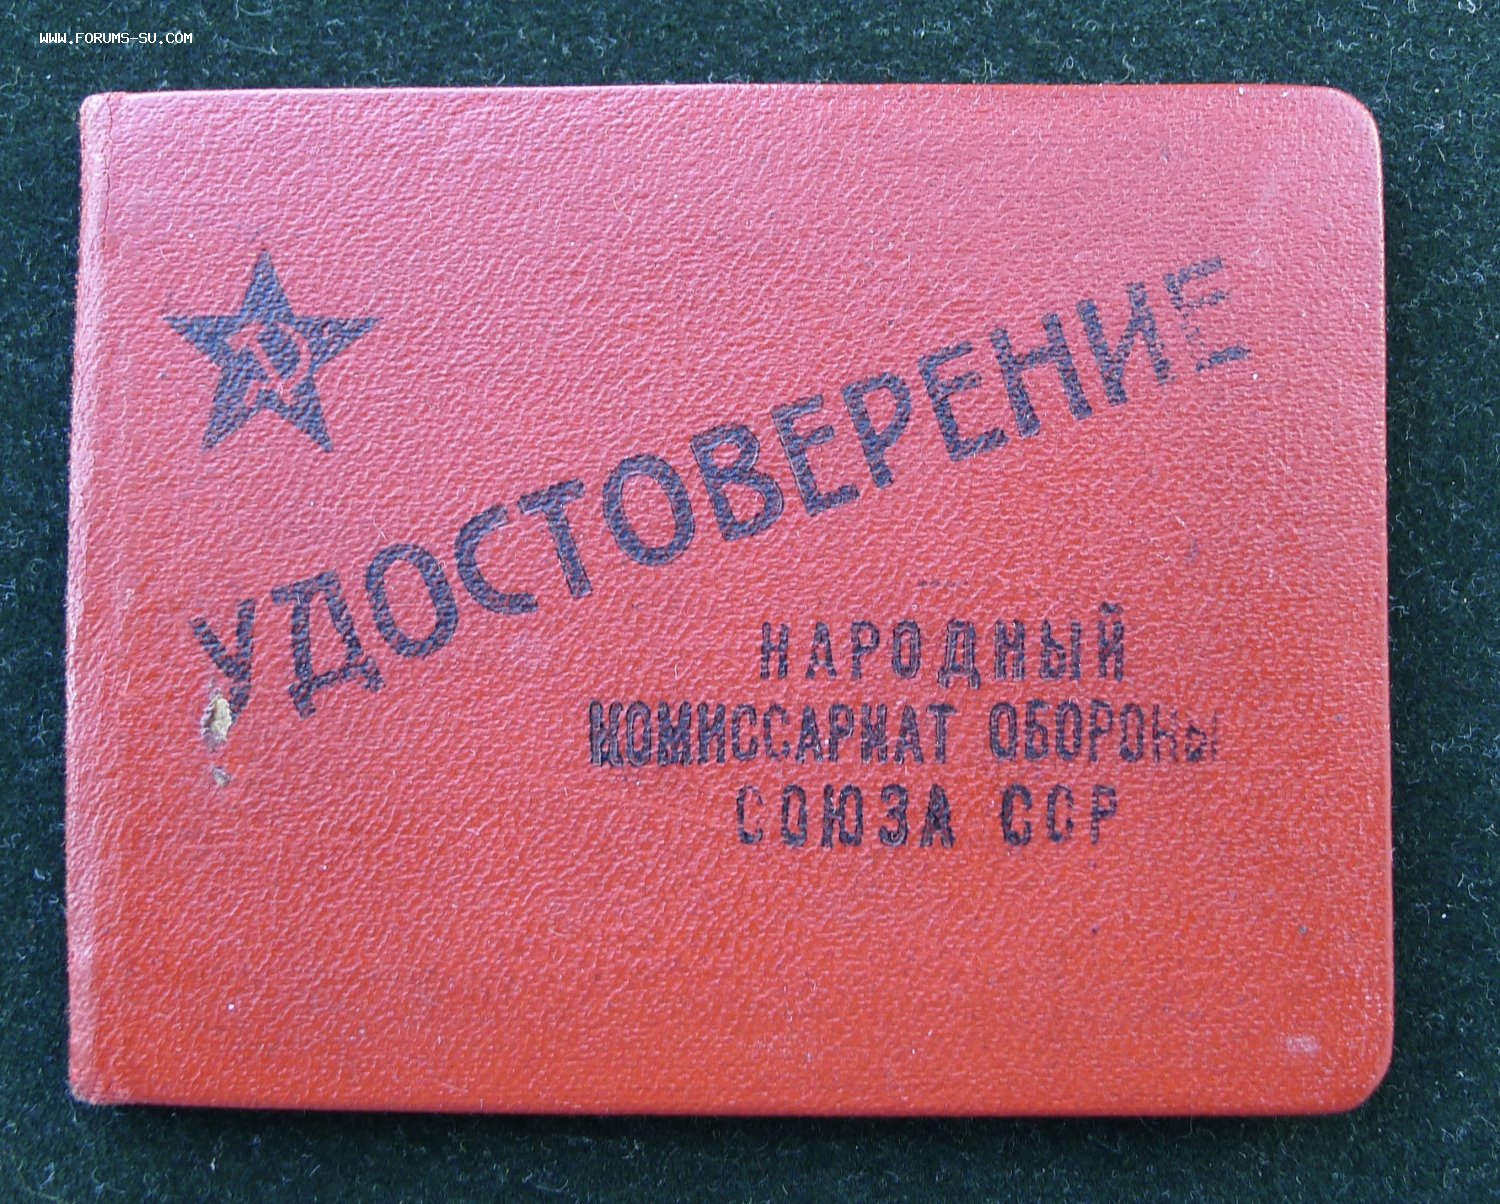 WWW.FORUMS-SU.COM
УДОСТОВЕРЕНИЕ
НАРОДНЫЙ
КОМИССАРИАТ ОБОРОНЫ
СОЮЗА ССР